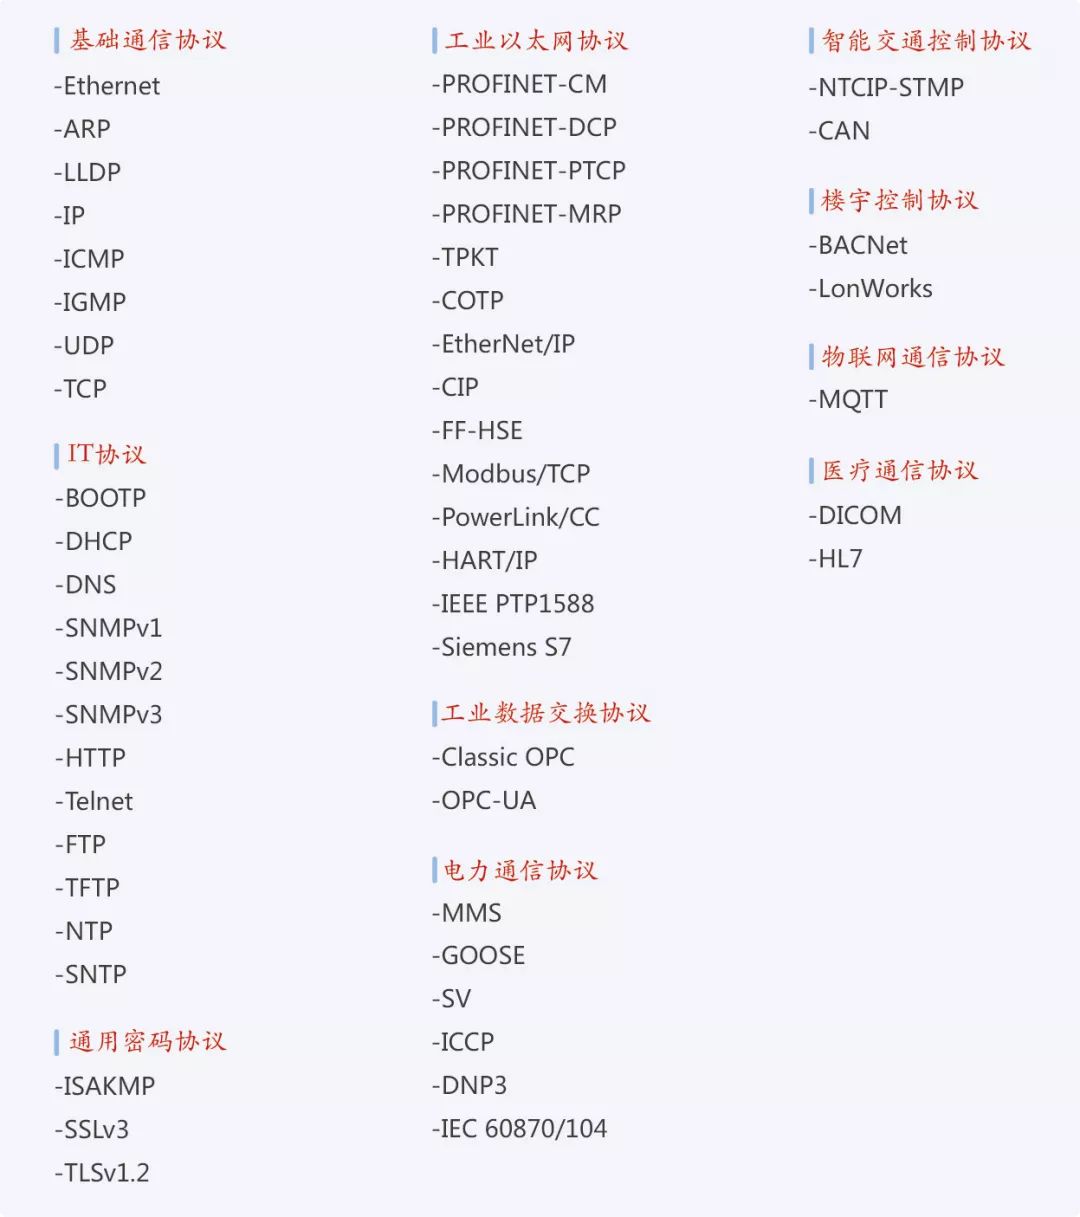 基础通信协议
-Ethernet
-ARP
-LLDP
-IP
-ICMP
-IGMP
-UDP
-TCP
IT协议
-BOOTP
-DHCP
-DNS
-SNMPv1
-SNMPv2
-SNMPv3
-HTTP
-Telnet
-FTP
-TFTP
-NTP
-SNTP
通用密码协议
-ISAKMP
-SSLv3
-TLSv1.2
工业以太网协议
-PROFINET-CM
-PROFINET-DCP
-PROFINET-PTCP
-PROFINET-MRP
-TPKT
-COTP
-EtherNet/IP
-CIP
-FF-HSE
-Modbus/TCP
-PowerLink/CC
-HART/IP
-IEEE PTP1588
-Siemens S7
工业数据交换协议
-Classic OPC
-OPC-UA
电力通信协议
-MMS
-GOOSE
-SV
-ICCP
-DNP3
-IEC 60870/104
智能交通控制协议
-NTCIP-STMP
-CAN
楼宇控制协议
-BACNet
-LonWorks
物联网通信协议
-MQTT
医疗通信协议
-DICOM
-HL7